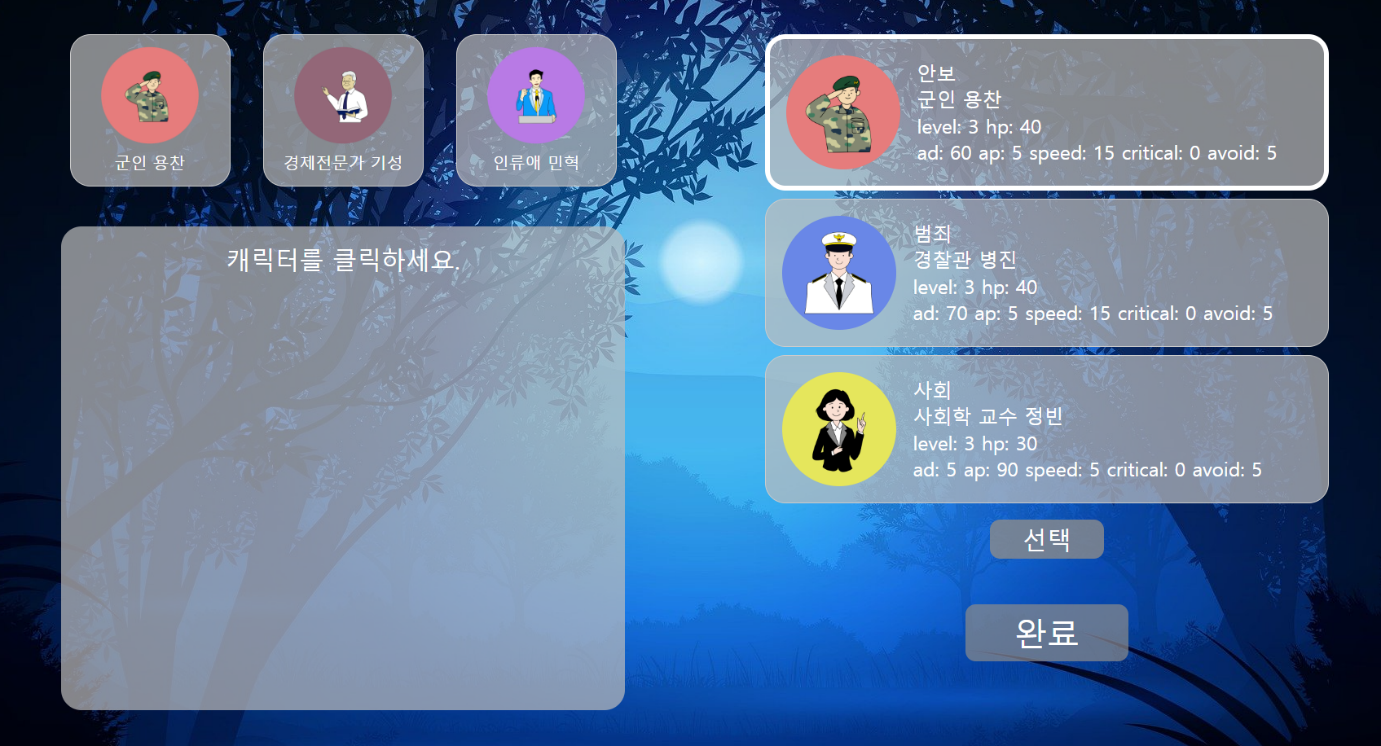 군인 용찬
경제전문가 기성
인류애 민혁
캐릭터를 클릭하세요.
안보
군인 용찬
level: 3 hp: 40
ad: 60 ap: 5 speed: 15 critical: 0 avoid: 5
범죄
경찰관 병진
level: 3 hp: 40
ad: 70 ap: 5 speed: 15 critical: 0 avoid: 5
사회
사회학 교수 정빈
level: 3 hp: 30
ad: 5 ap: 90 speed: 5 critical: 0 avoid: 5
선택
완료